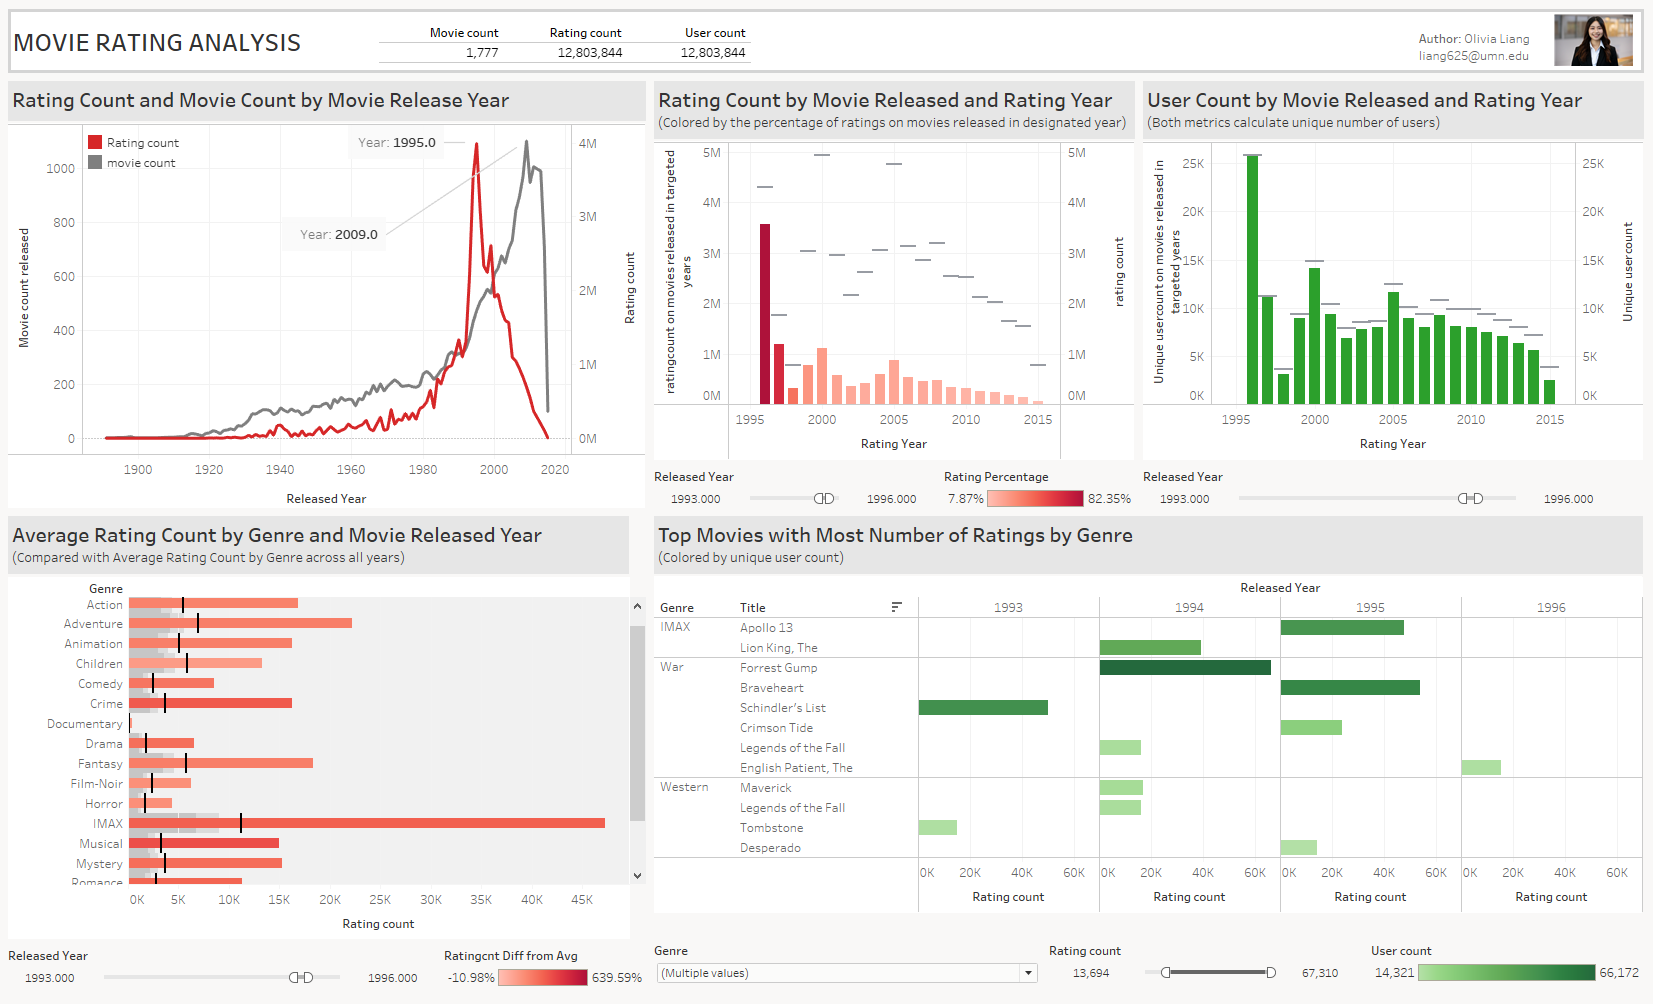 MOVIE RATING ANALYSIS
Movie count Rating count User count
1,777 12,803,844 12,803,844
Author: Olivia Liang
liang625@umn.edu
Rating Count and Movie Count by Movie Release Year
Rating count
movie count
Year: 1995.0
Year: 2009.0
Movie count released
1000
800
600
400
200
0
4M
3M
2M
1M
0M
Rating count
1900 1920 1940 1960 1980 2000 2020
Released Year
Rating Count by Movie Released and Rating Year
(Colored by the percentage of ratings on movies released in designated year)
ratingcount on movies released in targeted
years
5M
4M
3M
2M
1M
0M
5M
4M
3M
2M
1M
0M
rating count
1995 2000 2005 2010 2015
Rating Year
Released Year
1993.000 1996.000
Rating Percentage
7.87% 82.35%
User Count by Movie Released and Rating Year
(Both metrics calculate unique number of users)
Unique usercount on movies released in
targeted years
25K
20K
15K
10K
5K
0K
25K
20K
15K
10K
5K
0K
Unique usercount
1995 2000 2005 2010 2015
Rating Year
Released Year
1993.000 1996.000
Average Rating Count by Genre and Movie Released Year
(Compared with Average Rating Count by Genre across all years)
Genre
Action
Adventure
Animation
Children
Comedy
Crime
Documentary
Drama
Fantasy
Film-Noir
Horror
IMAX
Musical
Mystery
Romance
0K 5K 10K 15K 20K 25K 30K 35K 40K 45K
Rating count
Released Year
1993.000 1996.000
Ratingcnt Diff from Avg
-10.98% 639.59%
Top Movies with Most Number of Ratings by Genre
(Colored by unique user count)
Released Year
Genre Title 1993 1994 1995 1996
IMAX Apollo 13
Lion King, The
War Forrest Gump
Braveheart
Schindler's List
Crimson Tide
Legends of the Fall
English Patient, The
Western Maverick
Legends of the Fall
Tombstone
Desperado
0K 20K 40K 60K 0K 20K 40K 60K 0K 20K 40K 60K 0K 20K 40K 60K
Rating count Rating count Rating count Rating count
Genre
(Multiple values)
Rating count
13,694 67,310
User count
14,321 66,172